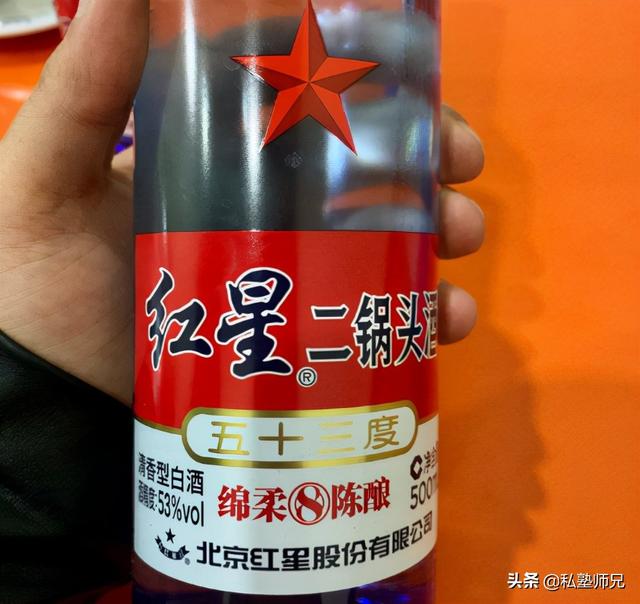 红星®二锅头酒
五十三度
清香型白酒
酒精度:53%vol
绵柔8陈酿
净含
500m
北京红星股份有限公司
头条 @私塾师兄